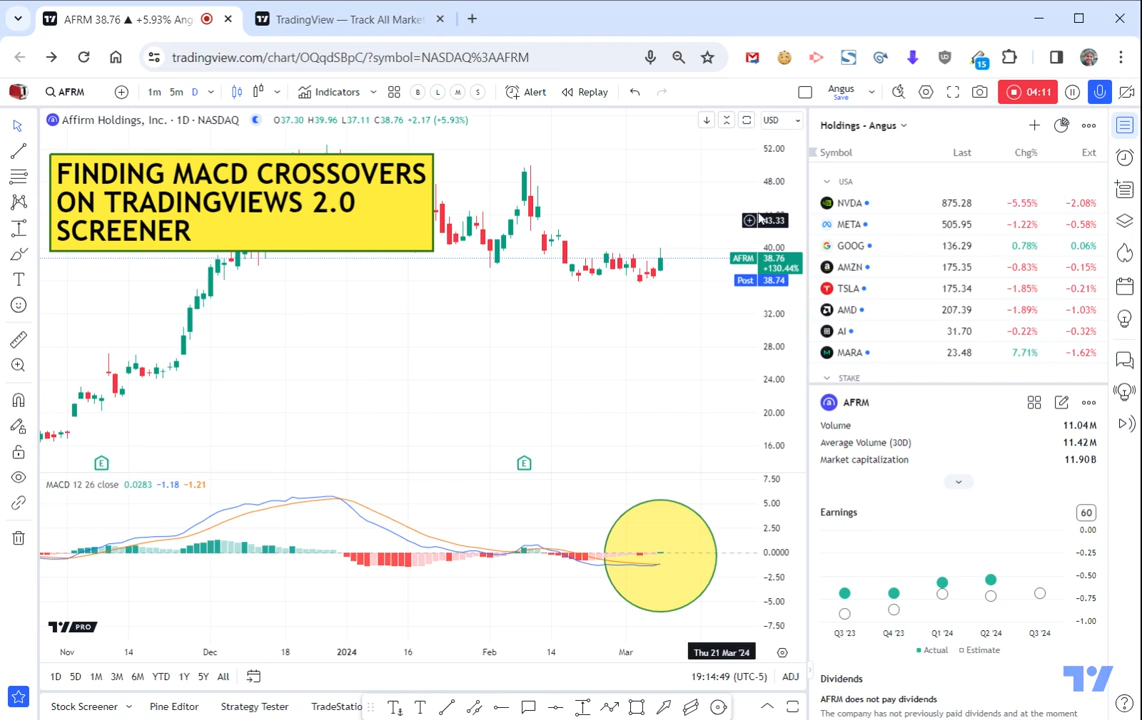 AFRM 38.76 ▲ +5.93% Ang
TradingView — Track All Market
tradingview.com/chart/OQqdSBpC/?symbol=NASDAQ%3AAFRM
15
AFRM
1m 5m D
Indicators
B L M S
Alert
Replay
Angus
Save
04:11
Affirm Holdings, Inc. · 1D · NASDAQ
O37.30 H39.96 L37.11 C38.76 +2.17 (+5.93%)
USD
FINDING MACD CROSSOVERS
ON TRADINGVIEWS 2.0
SCREENER
52.00
48.00
43.33
40.00
AFRM 38.76
+130.44%
Post 38.74
32.00
28.00
24.00
20.00
16.00
E
E
MACD 12 26 close 0.0283 −1.18 −1.21
7.50
5.00
2.50
0.0000
−2.50
−5.00
−7.50
PRO
Nov 14 Dec 18 2024 16 Feb 14 Mar Thu 21 Mar '24
1D 5D 1M 3M 6M YTD 1Y 5Y All
19:14:49 (UTC-5) ADJ
Stock Screener Pine Editor Strategy Tester TradeStatio
Holdings - Angus
Symbol Last Chg% Ext
USA
NVDA 875.28 −5.55% −2.08%
META 505.95 −1.22% −0.58%
GOOG 136.29 0.78% 0.06%
AMZN 175.35 −0.83% −0.15%
TSLA 175.34 −1.85% −0.21%
AMD 207.39 −1.89% −1.03%
AI 31.70 −0.22% −0.32%
MARA 23.48 7.71% −1.62%
STAKE
AFRM
Volume 11.04M
Average Volume (30D) 11.42M
Market capitalization 11.90B
Earnings 60
0.00
−0.25
−0.50
−0.75
−1.00
Q3 '23 Q4 '23 Q1 '24 Q2 '24 Q3 '24
Actual Estimate
Dividends
AFRM does not pay dividends
The company has not previously paid dividends and at the moment